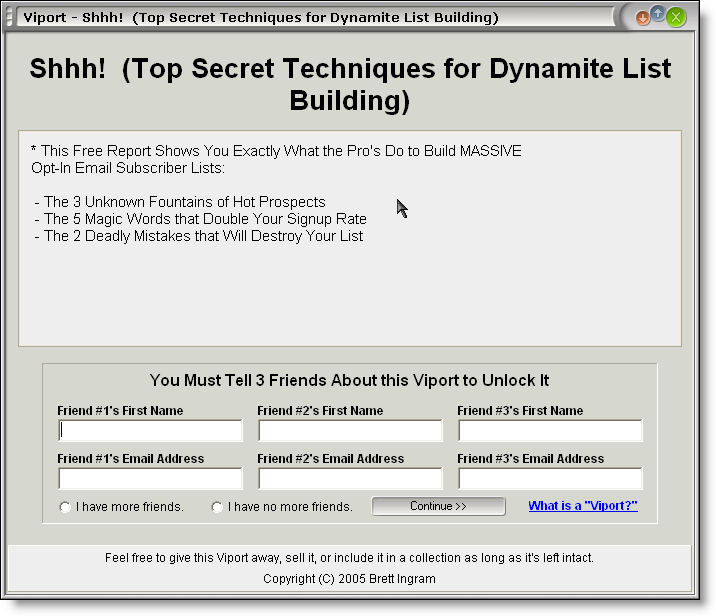 Viport - Shhh!  (Top Secret Techniques for Dynamite List Building)
Shhh!  (Top Secret Techniques for Dynamite List
Building)
* This Free Report Shows You Exactly What the Pro's Do to Build MASSIVE
Opt-In Email Subscriber Lists:
- The 3 Unknown Fountains of Hot Prospects
- The 5 Magic Words that Double Your Signup Rate
- The 2 Deadly Mistakes that Will Destroy Your List
You Must Tell 3 Friends About this Viport to Unlock It
Friend #1's First Name
Friend #2's First Name
Friend #3's First Name
Friend #1's Email Address
Friend #2's Email Address
Friend #3's Email Address
I have more friends.
I have no more friends.
Continue >>
What is a "Viport?"
Feel free to give this Viport away, sell it, or include it in a collection as long as it's left intact.
Copyright (C) 2005 Brett Ingram